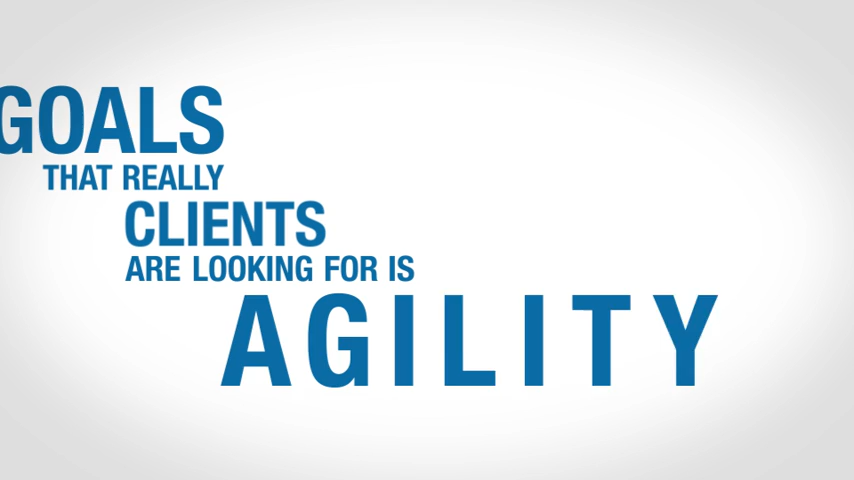 GOALS
THAT REALLY
CLIENTS
ARE LOOKING FOR IS
AGILITY